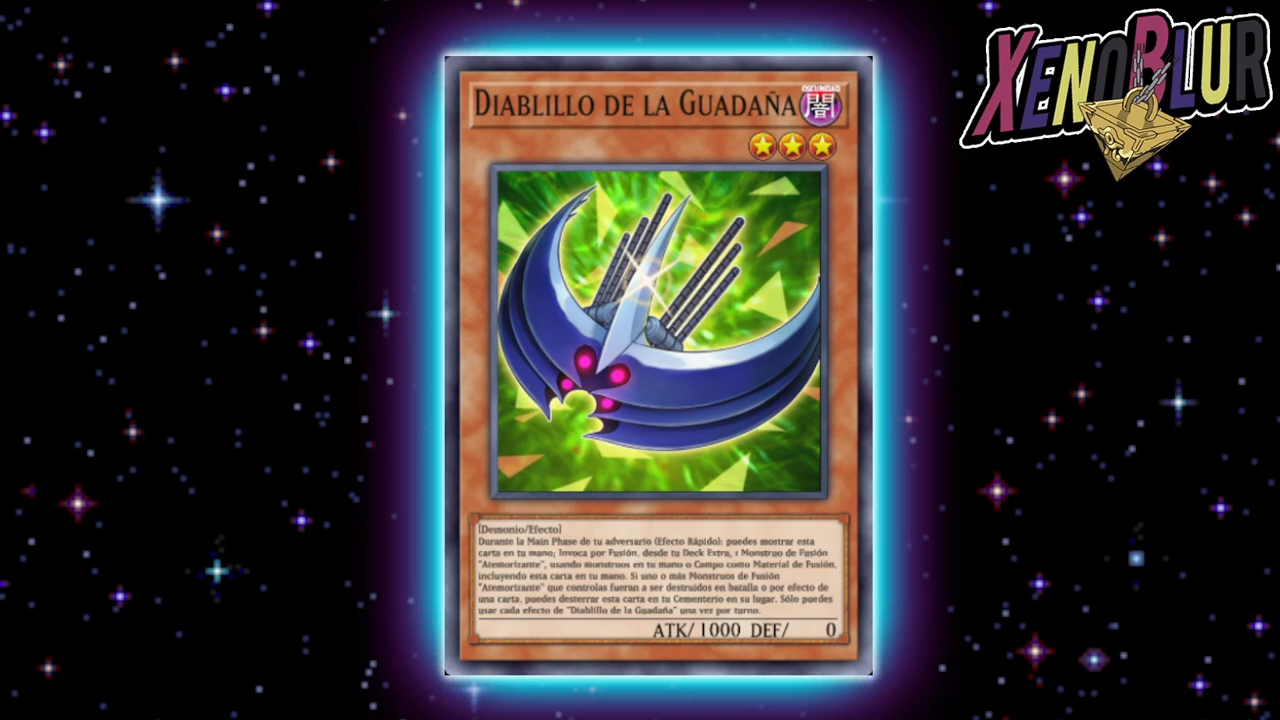 XENOBLUR
DIABLILLO DE LA GUADAÑA
OSCURIDAD
闇
[Demonio/Efecto]
Durante la Main Phase de tu adversario (Efecto Rápido): puedes mostrar esta
carta en tu mano; Invoca por Fusión, desde tu Deck Extra, 1 Monstruo de Fusión
"Atemorizante", usando monstruos en tu mano o Campo como Material de Fusión,
incluyendo esta carta en tu mano. Si uno o más Monstruos de Fusión
"Atemorizante" que controlas fueran a ser destruidos en batalla o por efecto de
una carta, puedes desterrar esta carta en tu Cementerio en su lugar. Sólo puedes
usar cada efecto de "Diablillo de la Guadaña" una vez por turno.
ATK/ 1000 DEF/ 0